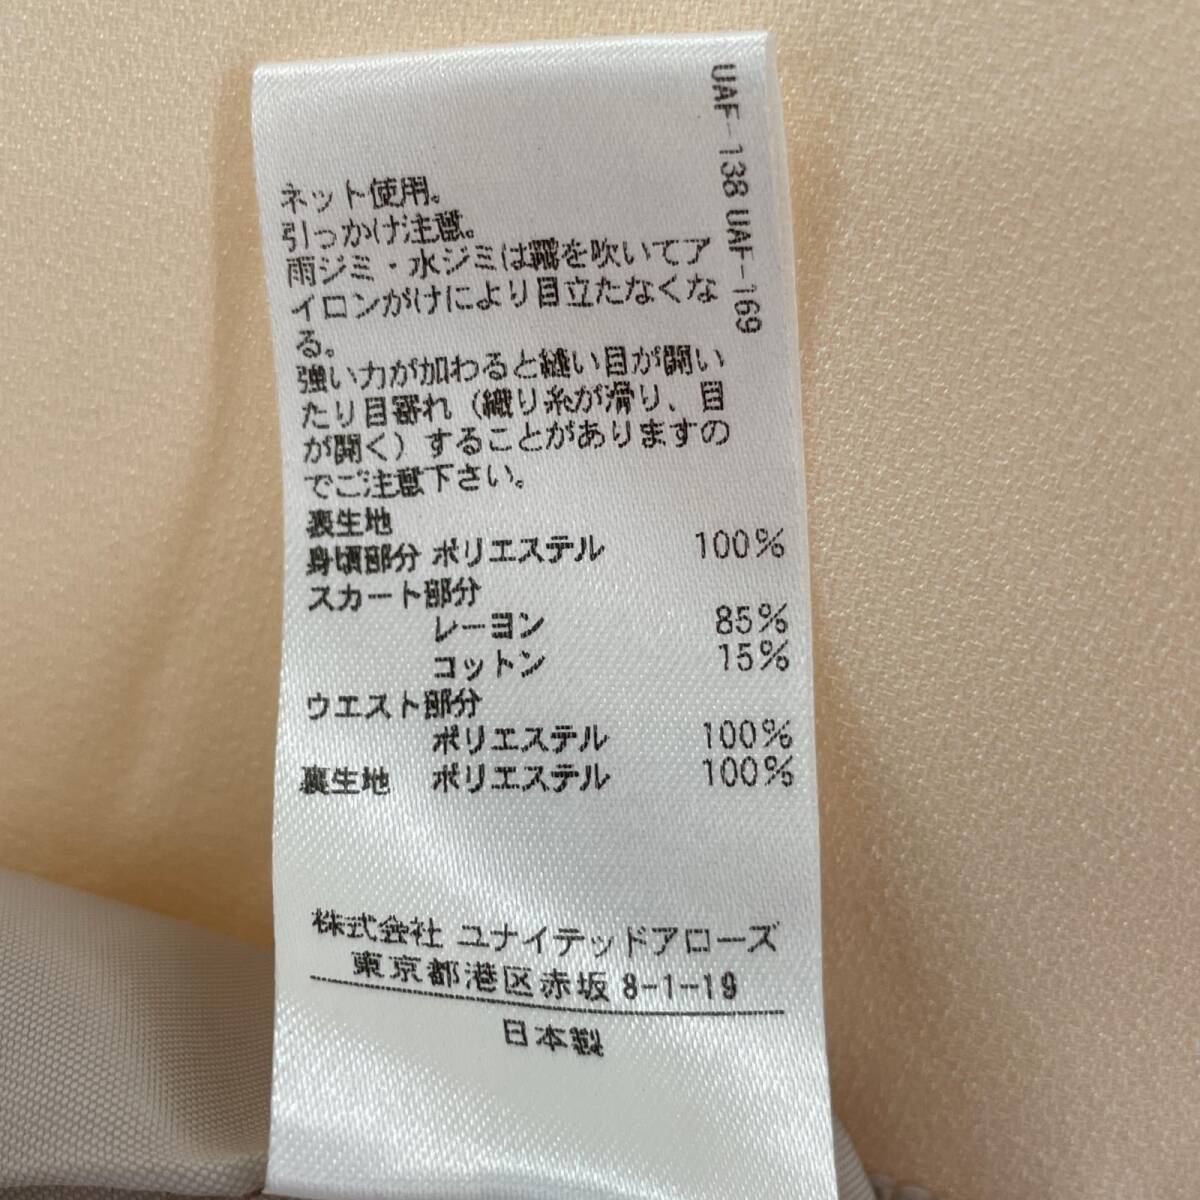 UAF-138 UAF-169
ネット使用。
引っかけ注意。
雨ジミ・水ジミは霧を吹いてア
イロンがけにより目立たなくな
る。
強い力が加わると縫い目が開い
たり目寄れ（織り糸が滑り、目
が開く）することがありますの
でご注意下さい。
表生地
身頃部分 ポリエステル 100%
スカート部分
レーヨン 85%
コットン 15%
ウエスト部分
ポリエステル 100%
裏生地 ポリエステル 100%
株式会社 ユナイテッドアローズ
東京都港区赤坂 8-1-19
日本製